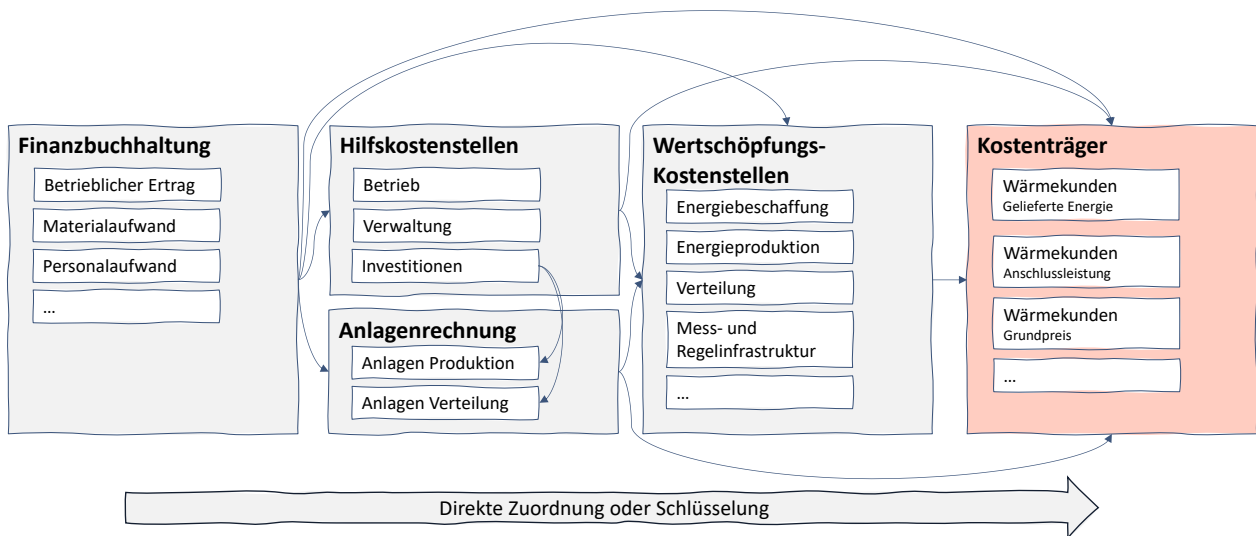 Finanzbuchhaltung
Betrieblicher Ertrag
Materialaufwand
Personalaufwand
...
Hilfskostenstellen
Betrieb
Verwaltung
Investitionen
Anlagenrechnung
Anlagen Produktion
Anlagen Verteilung
Wertschöpfungs-
Kostenstellen
Energiebeschaffung
Energieproduktion
Verteilung
Mess- und
Regelinfrastruktur
...
Kostenträger
Wärmekunden
Gelieferte Energie
Wärmekunden
Anschlussleistung
Wärmekunden
Grundpreis
...
Direkte Zuordnung oder Schlüsselung